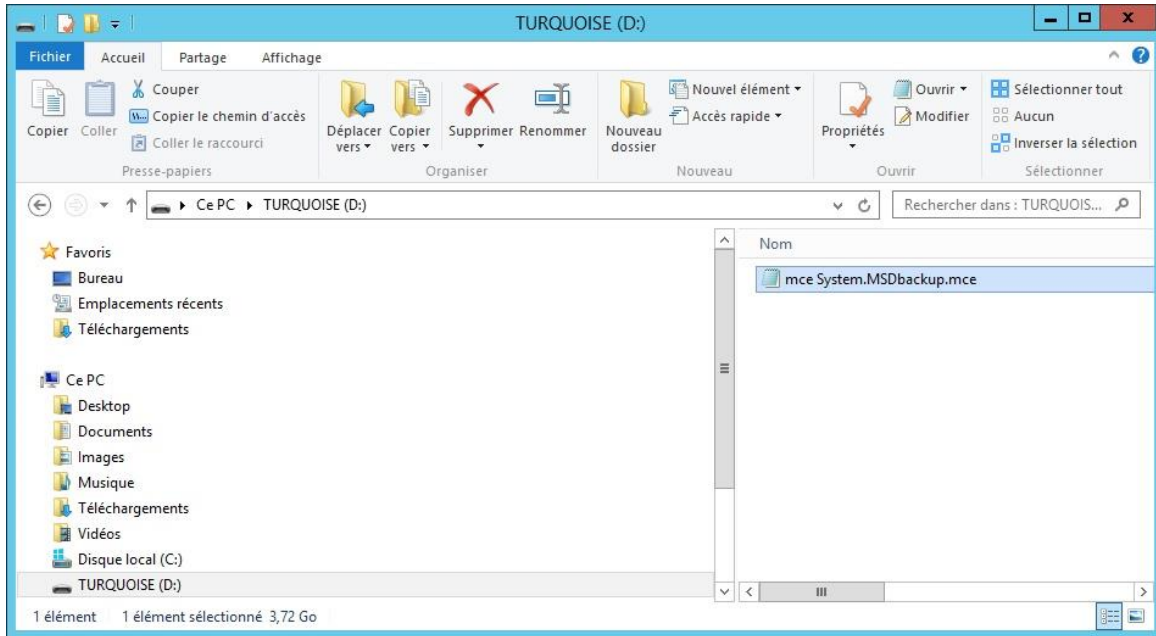 TURQUOISE (D:)
Fichier Accueil Partage Affichage
Copier
Coller
Couper
Copier le chemin d'accès
Coller le raccourci
Presse-papiers
Déplacer vers
Copier vers
Supprimer
Renommer
Organiser
Nouveau dossier
Nouvel élément
Accès rapide
Nouveau
Propriétés
Ouvrir
Modifier
Ouvrir
Sélectionner tout
Aucun
Inverser la sélection
Sélectionner
Ce PC TURQUOISE (D:)
Rechercher dans : TURQUOIS...
Favoris
Bureau
Emplacements récents
Téléchargements
Ce PC
Desktop
Documents
Images
Musique
Téléchargements
Vidéos
Disque local (C:)
TURQUOISE (D:)
Nom
mce System.MSDbackup.mce
1 élément 1 élément sélectionné 3,72 Go